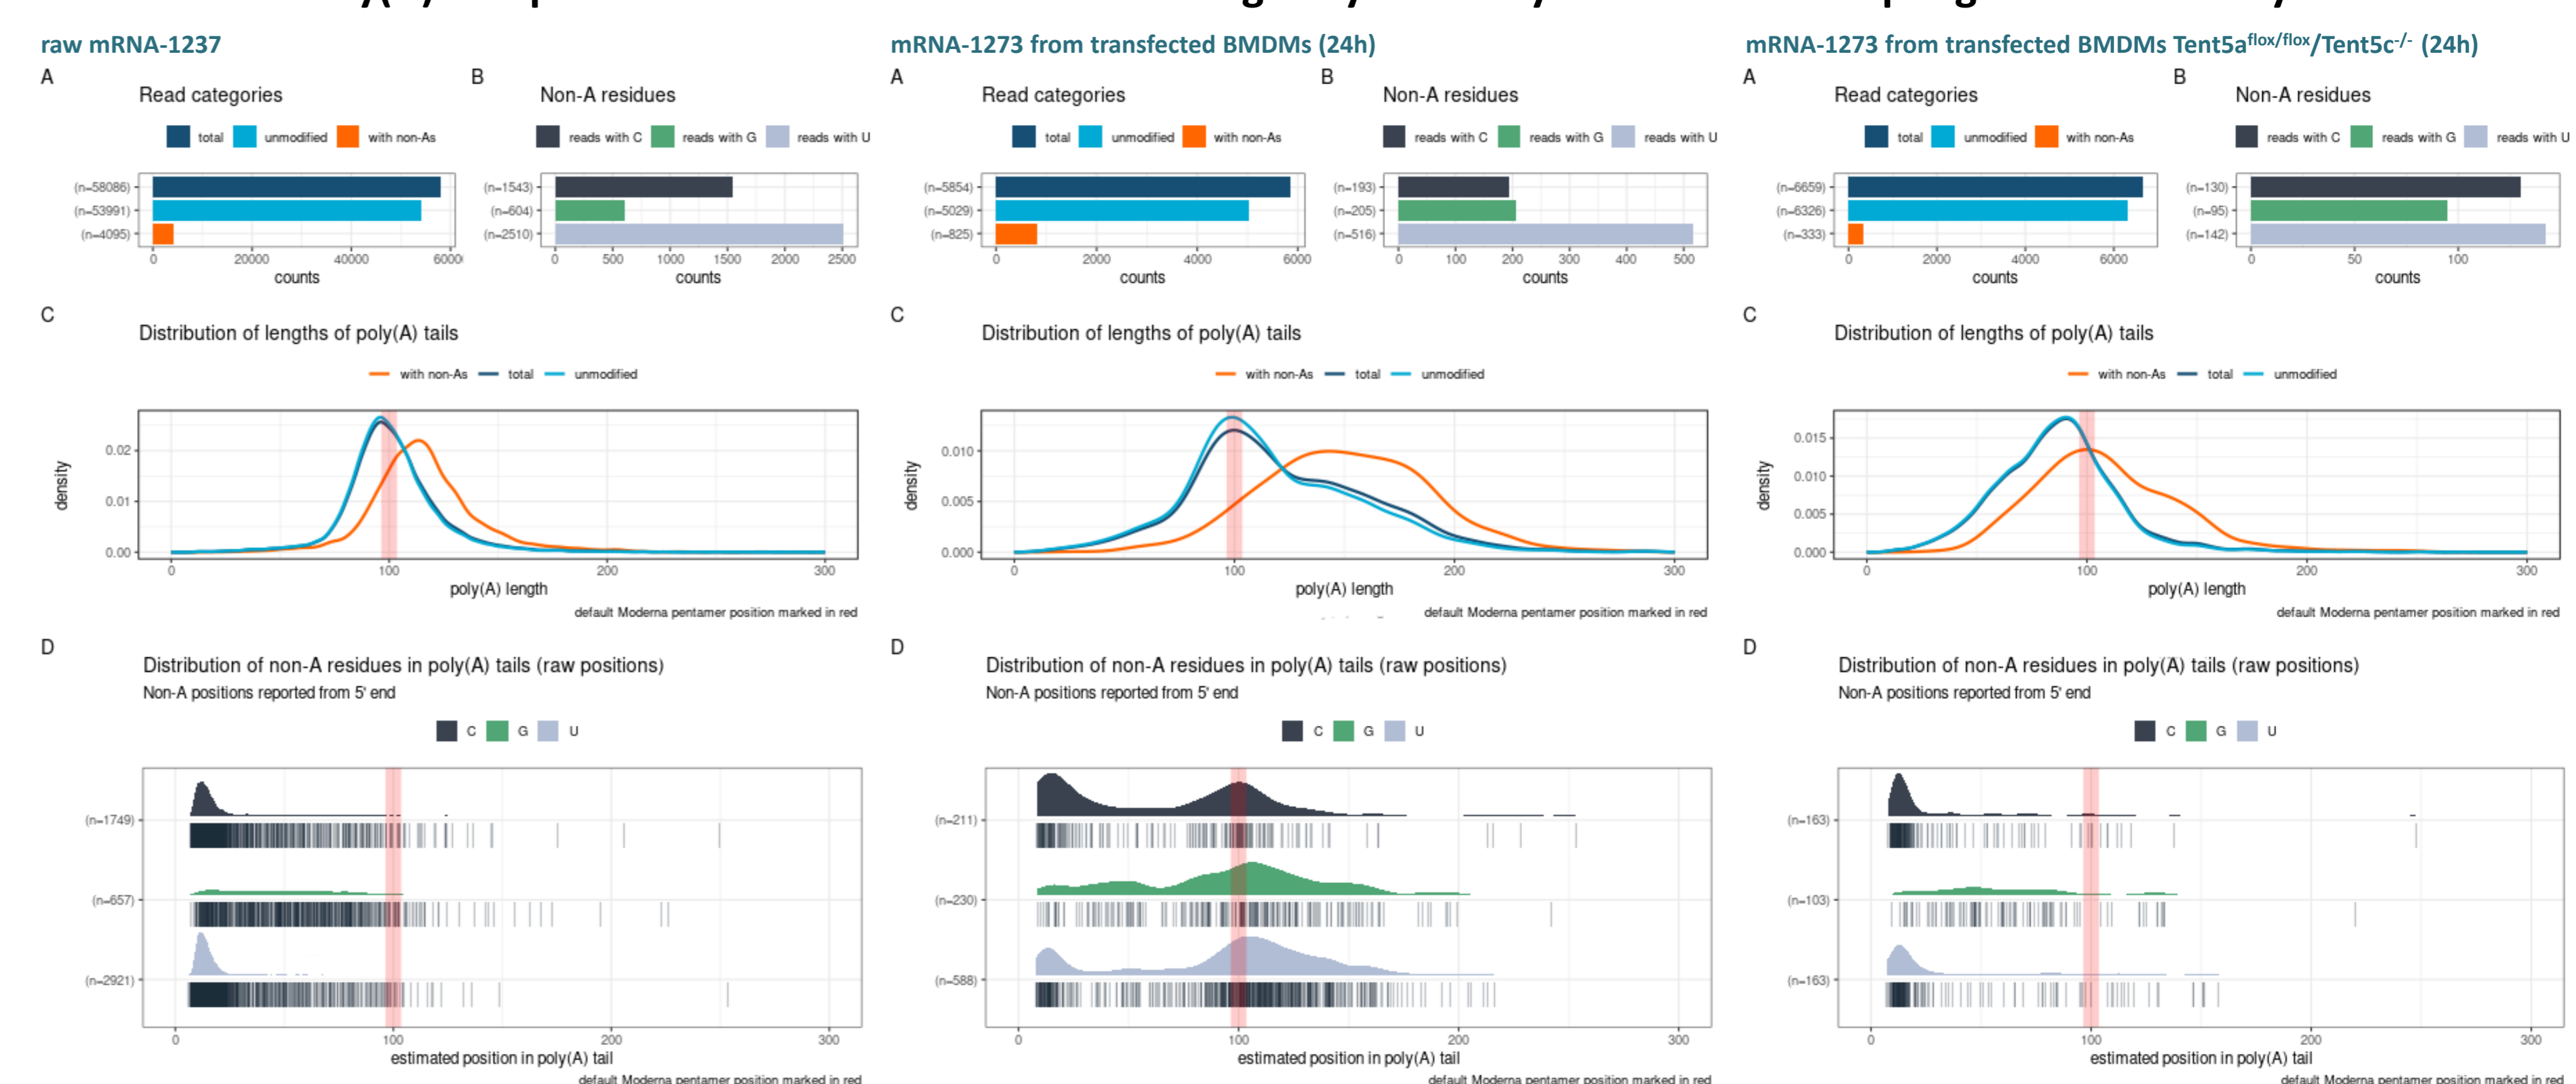 raw mRNA-1237
A
Read categories
total unmodified with non-As
(n=58086)
(n=53991)
(n=4095)
0 20000 40000 6000
counts
B
Non-A residues
reads with C reads with G reads with U
(n=1543)
(n=604)
(n=2510)
0 500 1000 1500 2000 2500
counts
C
Distribution of lengths of poly(A) tails
with non-As total unmodified
density
0.02
0.01
0.00
0 100 200 300
poly(A) length
default Moderna pentamer position marked in red
D
Distribution of non-A residues in poly(A) tails (raw positions)
Non-A positions reported from 5' end
C G U
(n=1749)
(n=657)
(n=2921)
0 100 200 300
estimated position in poly(A) tail
default Moderna pentamer position marked in red
mRNA-1273 from transfected BMDMs (24h)
A
Read categories
total unmodified with non-As
(n=5854)
(n=5029)
(n=825)
0 2000 4000 6000
counts
B
Non-A residues
reads with C reads with G reads with U
(n=193)
(n=205)
(n=516)
0 100 200 300 400 500
counts
C
Distribution of lengths of poly(A) tails
with non-As total unmodified
density
0.010
0.005
0.000
0 100 200 300
poly(A) length
default Moderna pentamer position marked in red
D
Distribution of non-A residues in poly(A) tails (raw positions)
Non-A positions reported from 5' end
C G U
(n=211)
(n=230)
(n=588)
0 100 200 300
estimated position in poly(A) tail
default Moderna pentamer position marked in red
mRNA-1273 from transfected BMDMs Tent5a^flox/flox/Tent5c^-/- (24h)
A
Read categories
total unmodified with non-As
(n=6659)
(n=6326)
(n=333)
0 2000 4000 6000
counts
B
Non-A residues
reads with C reads with G reads with U
(n=130)
(n=95)
(n=142)
0 50 100
counts
C
Distribution of lengths of poly(A) tails
with non-As total unmodified
density
0.015
0.010
0.005
0.000
0 100 200 300
poly(A) length
default Moderna pentamer position marked in red
D
Distribution of non-A residues in poly(A) tails (raw positions)
Non-A positions reported from 5' end
C G U
(n=163)
(n=103)
(n=163)
0 100 200 300
estimated position in poly(A) tail
default Moderna pentamer position marked in red